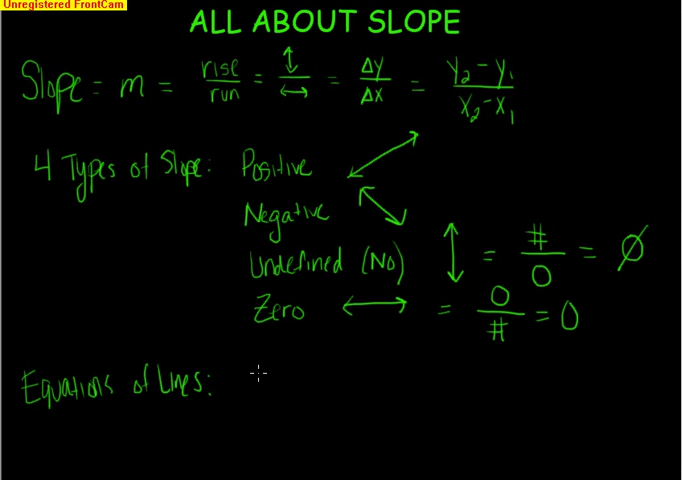 Unregistered FrontCam
ALL ABOUT SLOPE
Slope = m = rise/run = ↕/↔ = Δy/Δx = y₂-y₁/x₂-x₁
4 Types of Slope: Positive
Negative
Undefined (No) ↕ = #/0 = ∅
Zero ↔ = 0/# = 0
Equations of Lines: